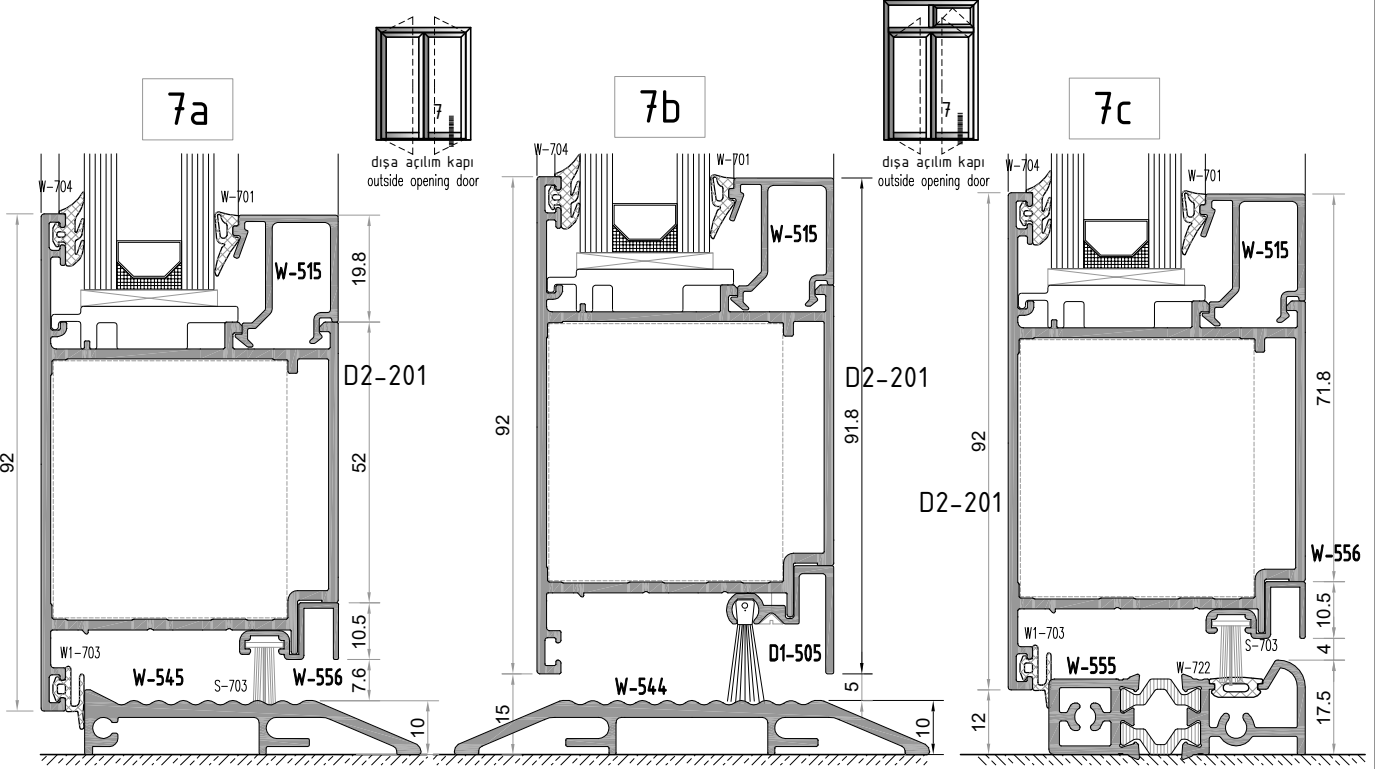 7a
7
dışa açılım kapı
outside opening door
7b
7
dışa açılım kapı
outside opening door
7c
W-704
W-701
W-515
19.8
D2-201
92
52
10.5
7.6
W1-703
W-545
S-703
W-556
10
W-704
W-701
W-515
D2-201
92
91.8
D1-505
W-544
5
15
10
W-704
W-701
W-515
71.8
92
D2-201
W-556
10.5
W1-703
W-555
W-722
S-703
4
12
17.5